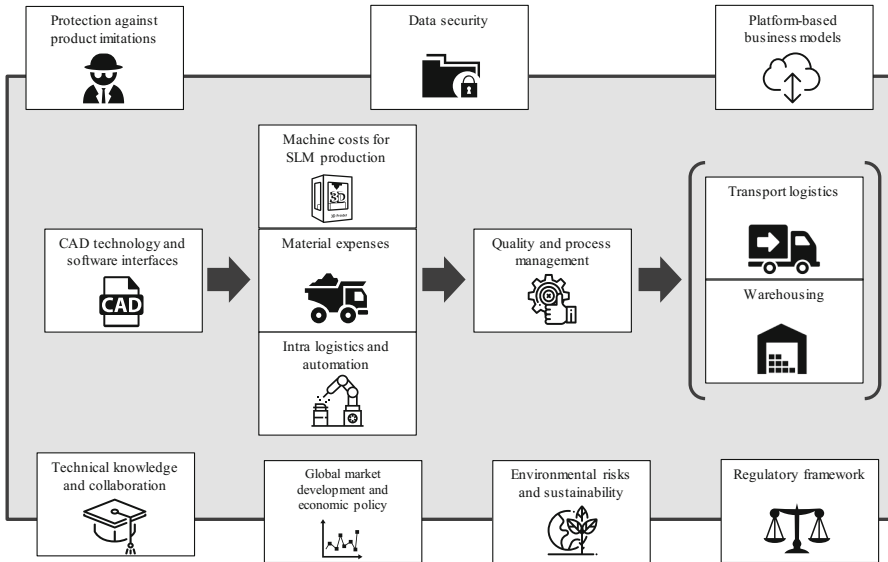 Protection against
product imitations
Data security
Platform-based
business models
Machine costs for
SLM production
3D
CAD technology and
software interfaces
CAD
Material expenses
Intra logistics and
automation
Quality and process
management
Transport logistics
Warehousing
Technical knowledge
and collaboration
Global market
development and
economic policy
Environmental risks
and sustainability
Regulatory framework